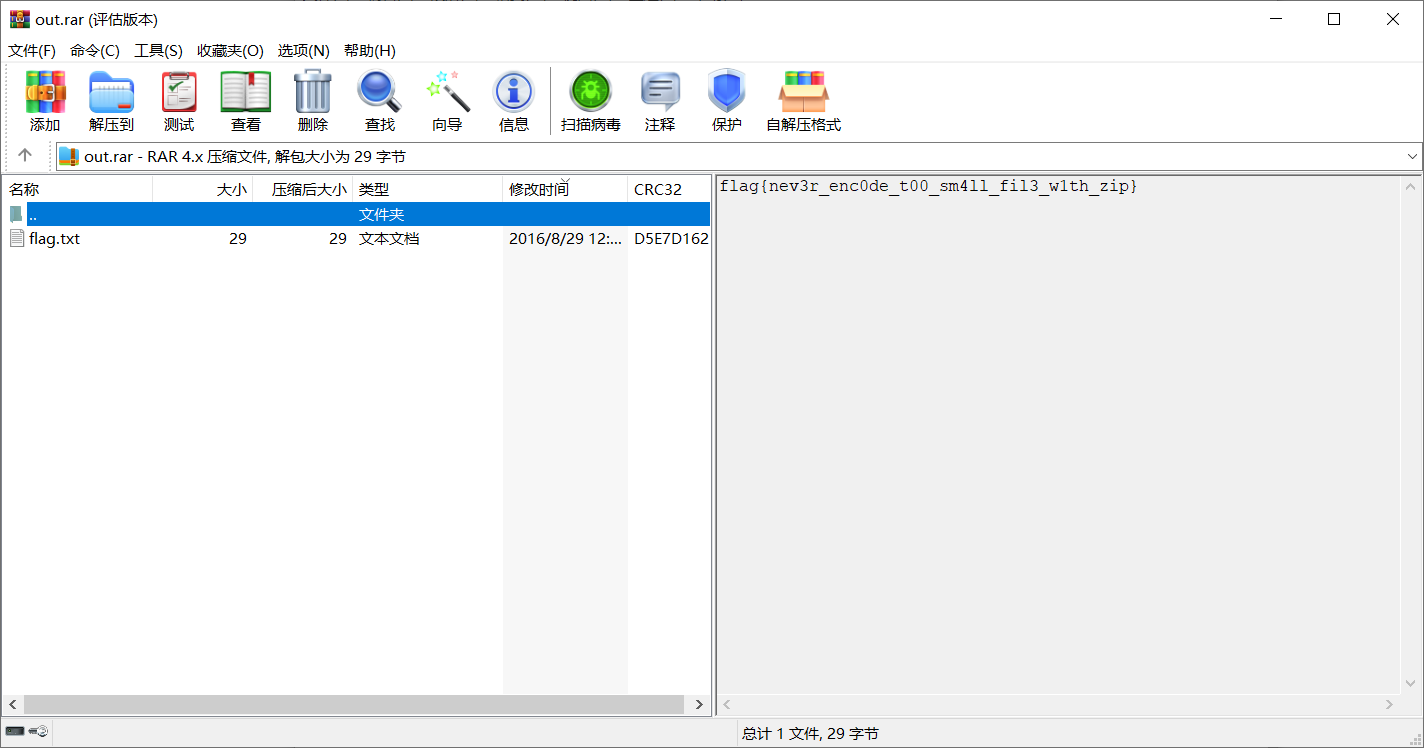 out.rar (评估版本)
文件(F) 命令(C) 工具(S) 收藏夹(O) 选项(N) 帮助(H)
添加 解压到 测试 查看 删除 查找 向导 信息 扫描病毒 注释 保护 自解压格式
out.rar - RAR 4.x 压缩文件, 解包大小为 29 字节
名称 大小 压缩后大小 类型 修改时间 CRC32
.. 文件夹
flag.txt 29 29 文本文档 2016/8/29 12:... D5E7D162
flag{nev3r_enc0de_t00_sm4ll_fil3_w1th_zip}
总计 1 文件, 29 字节